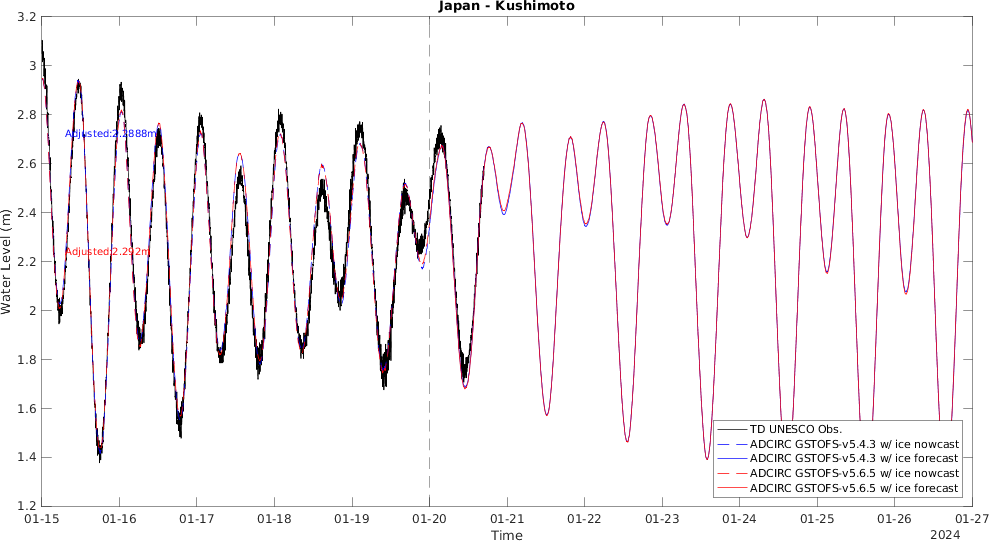 Japan - Kushimoto
3.2
3
2.8
2.6
2.4
2.2
2
1.8
1.6
1.4
1.2
Water Level (m)
Adjusted:2.2888m
Adjusted:2.292m
TD UNESCO Obs.
ADCIRC GSTOFS-v5.4.3 w/ ice nowcast
ADCIRC GSTOFS-v5.4.3 w/ ice forecast
ADCIRC GSTOFS-v5.6.5 w/ ice nowcast
ADCIRC GSTOFS-v5.6.5 w/ ice forecast
01-15 01-16 01-17 01-18 01-19 01-20 01-21 01-22 01-23 01-24 01-25 01-26 01-27
Time
2024